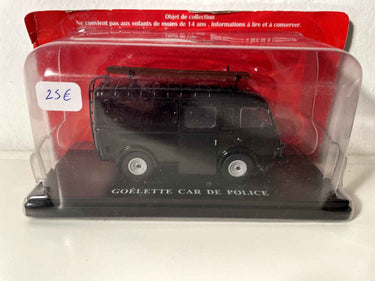 Objet de collection
Ne convient pas aux enfants de moins de 14 ans . Informations à lire et à conserver.
25€
GOÉLETTE CAR DE POLICE